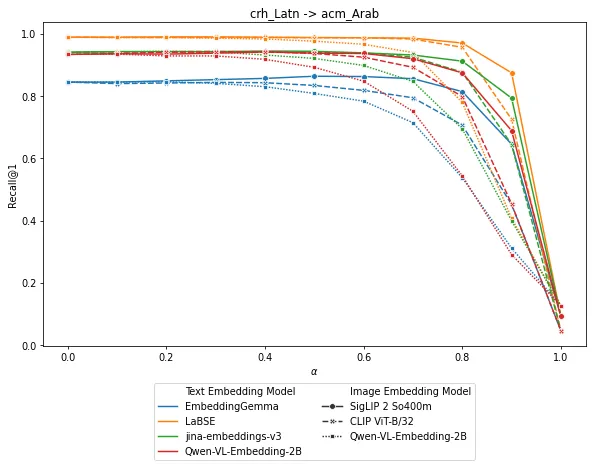 crh_Latn -> acm_Arab
Recall@1
1.0
0.8
0.6
0.4
0.2
0.0
0.0 0.2 0.4 0.6 0.8 1.0
α
Text Embedding Model
EmbeddingGemma
LaBSE
jina-embeddings-v3
Qwen-VL-Embedding-2B
Image Embedding Model
SigLIP 2 So400m
CLIP ViT-B/32
Qwen-VL-Embedding-2B